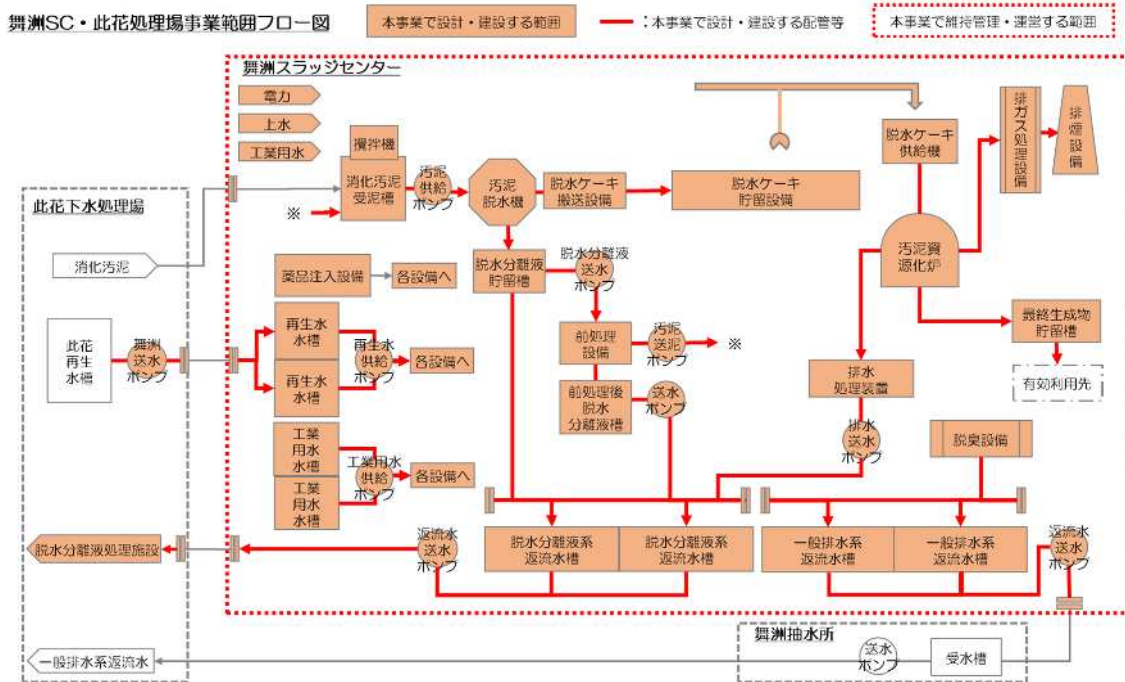 舞洲SC・此花処理場事業範囲フロー図
本事業で設計・建設する範囲
：本事業で設計・建設する配管等
本事業で維持管理・運営する範囲
舞洲スラッジセンター
電力
上水
工業用水
攪拌機
消化汚泥
受泥槽
汚泥
供給
ポンプ
汚泥
脱水機
脱水ケーキ
搬送設備
脱水ケーキ
貯留設備
脱水ケーキ
供給機
排ガス処理設備
排煙設備
※
此花下水処理場
消化汚泥
薬品注入設備
各設備へ
脱水分離液
貯留槽
脱水分離液
送水
ポンプ
汚泥資
源化炉
最終生成物
貯留槽
有効利用先
此花
再生
水槽
舞洲
送水
ポンプ
再生水
水槽
再生水
水槽
再生水
供給
ポンプ
各設備へ
前処理
設備
汚泥
送泥
ポンプ
※
前処理後
脱水
分離液槽
送水
ポンプ
排水
処理装置
排水
送水
ポンプ
脱臭設備
工業
用水
水槽
工業
用水
水槽
工業用水
供給
ポンプ
各設備へ
脱水分離液処理施設
返流水
送水
ポンプ
脱水分離液系
返流水槽
脱水分離液系
返流水槽
一般排水系
返流水槽
一般排水系
返流水槽
返流水
送水
ポンプ
舞洲抽水所
一般排水系返流水
送水
ポンプ
受水槽